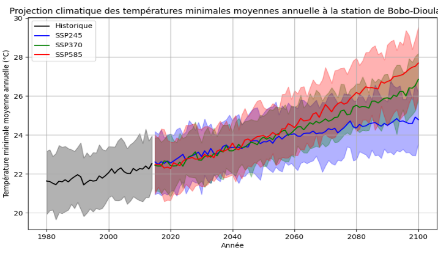 Projection climatique des températures minimales moyennes annuelle à la station de Bobo-Dioula
Historique
SSP245
SSP370
SSP585
Température minimale moyenne annuelle (°C)
30
28
26
24
22
20
1980
2000
2020
2040
2060
2080
2100
Année